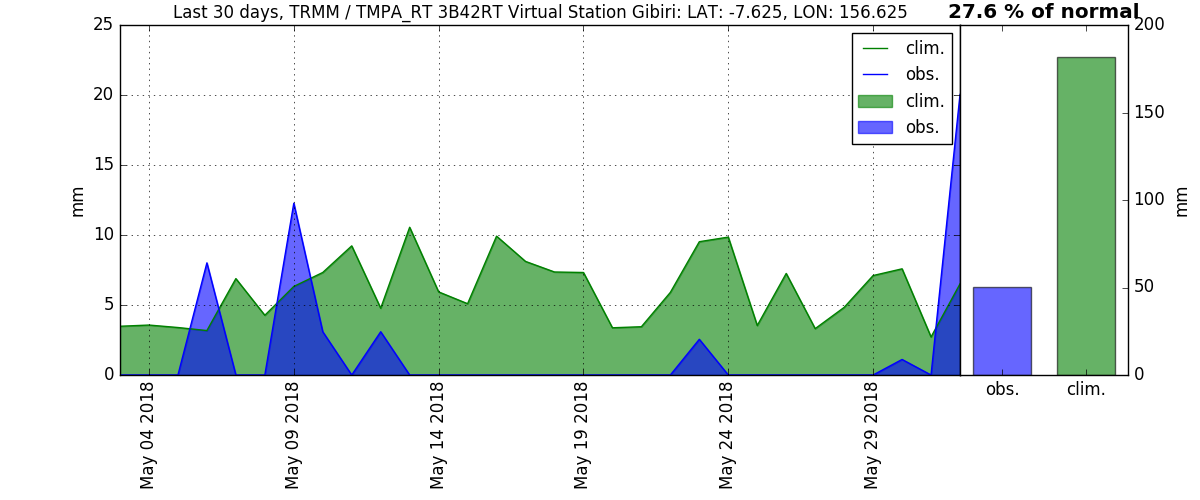 Last 30 days, TRMM / TMPA_RT 3B42RT Virtual Station Gibiri: LAT: -7.625, LON: 156.625
27.6 % of normal
25
20
15
10
5
0
mm
clim.
obs.
clim.
obs.
200
150
100
50
0
mm
obs.
clim.
May 04 2018
May 09 2018
May 14 2018
May 19 2018
May 24 2018
May 29 2018